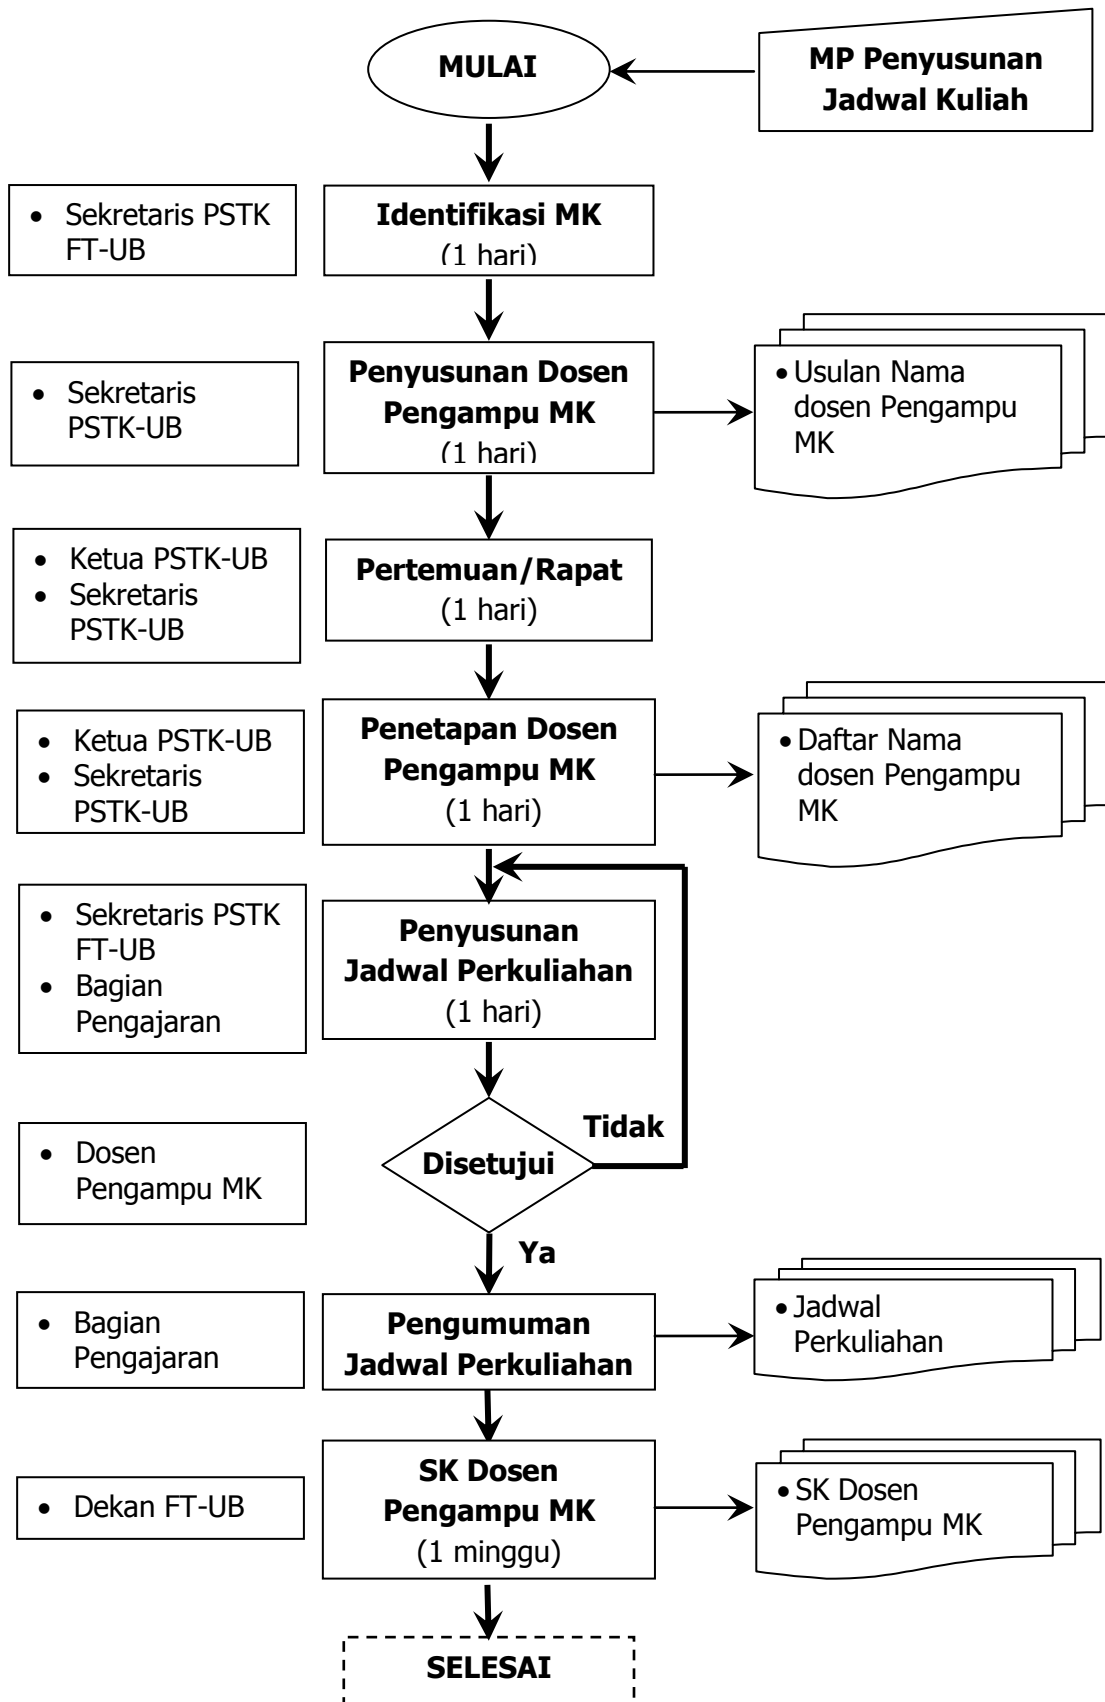 MULAI
MP Penyusunan
Jadwal Kuliah
• Sekretaris PSTK
FT-UB
Identifikasi MK
(1 hari)
• Sekretaris
PSTK-UB
Penyusunan Dosen
Pengampu MK
(1 hari)
• Usulan Nama
dosen Pengampu
MK
• Ketua PSTK-UB
• Sekretaris
PSTK-UB
Pertemuan/Rapat
(1 hari)
• Ketua PSTK-UB
• Sekretaris
PSTK-UB
Penetapan Dosen
Pengampu MK
(1 hari)
• Daftar Nama
dosen Pengampu
MK
• Sekretaris PSTK
FT-UB
• Bagian
Pengajaran
Penyusunan
Jadwal Perkuliahan
(1 hari)
• Dosen
Pengampu MK
Disetujui
Tidak
Ya
• Bagian
Pengajaran
Pengumuman
Jadwal Perkuliahan
• Jadwal
Perkuliahan
• Dekan FT-UB
SK Dosen
Pengampu MK
(1 minggu)
• SK Dosen
Pengampu MK
SELESAI